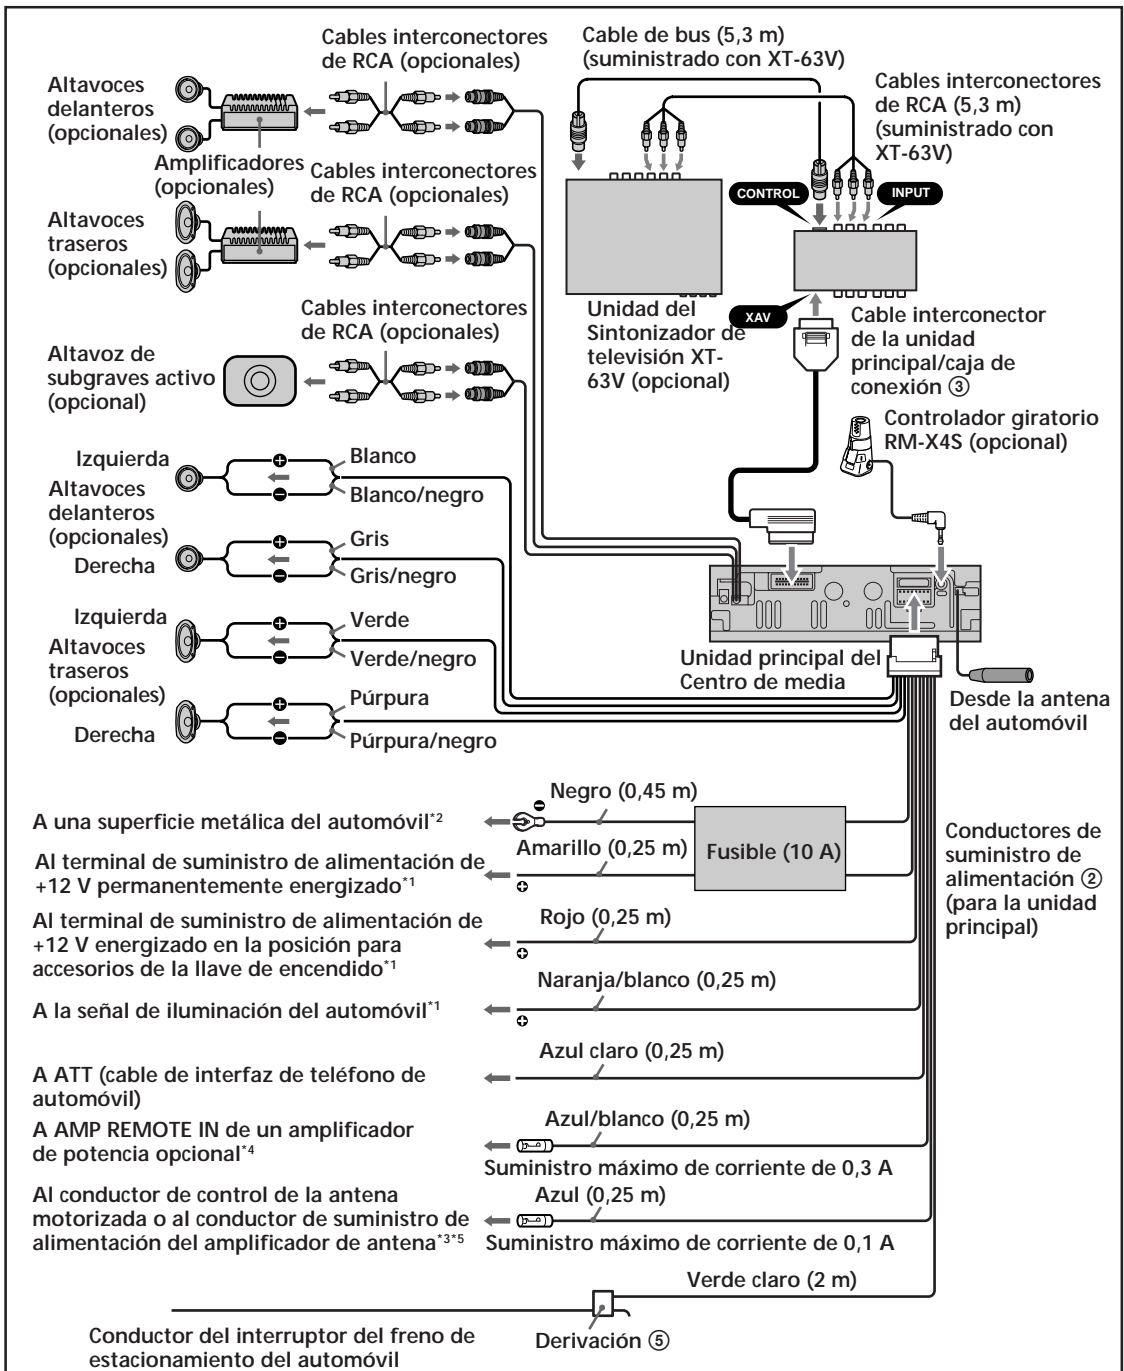 Cables interconectores
de RCA (opcionales)
Cable de bus (5,3 m)
(suministrado con XT-63V)
Altavoces
delanteros
(opcionales)
Cables interconectores
de RCA (5,3 m)
(suministrado con
XT-63V)
Amplificadores
(opcionales)
Cables interconectores
de RCA (opcionales)
CONTROL
INPUT
Altavoces
traseros
(opcionales)
Cables interconectores
de RCA (opcionales)
Unidad del
Sintonizador de
televisión XT-
63V (opcional)
XAV
Cable interconector
de la unidad
principal/caja de
conexión ③
Altavoz de
subgraves activo
(opcional)
Controlador giratorio
RM-X4S (opcional)
Izquierda
Altavoces
delanteros
(opcionales)
Derecha
Blanco
Blanco/negro
Gris
Gris/negro
Izquierda
Altavoces
traseros
(opcionales)
Derecha
Verde
Verde/negro
Púrpura
Púrpura/negro
Unidad principal del
Centro de media
Desde la antena
del automóvil
Negro (0,45 m)
A una superficie metálica del automóvil*2
Amarillo (0,25 m)
Fusible (10 A)
Al terminal de suministro de alimentación de
+12 V permanentemente energizado*1
Conductores de
suministro de
alimentación ②
(para la unidad
principal)
Rojo (0,25 m)
Al terminal de suministro de alimentación de
+12 V energizado en la posición para
accesorios de la llave de encendido*1
Naranja/blanco (0,25 m)
A la señal de iluminación del automóvil*1
Azul claro (0,25 m)
A ATT (cable de interfaz de teléfono de
automóvil)
Azul/blanco (0,25 m)
A AMP REMOTE IN de un amplificador
de potencia opcional*4
Suministro máximo de corriente de 0,3 A
Azul (0,25 m)
Al conductor de control de la antena
motorizada o al conductor de suministro de
alimentación del amplificador de antena*3*5
Suministro máximo de corriente de 0,1 A
Verde claro (2 m)
Conductor del interruptor del freno de
estacionamiento del automóvil
Derivación ⑤